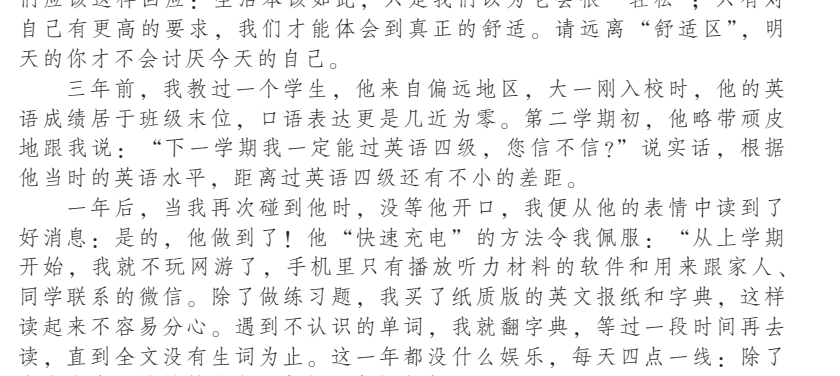 们应该这样回应：生活本该如此，只是我们以为它会很“轻松”；只有对
自己有更高的要求，我们才能体会到真正的舒适。请远离“舒适区”，明
天的你才不会讨厌今天的自己。
三年前，我教过一个学生，他来自偏远地区，大一刚入校时，他的英
语成绩居于班级末位，口语表达更是几近为零。第二学期初，他略带顽皮
地跟我说：“下一学期我一定能过英语四级，您信不信？”说实话，根据
他当时的英语水平，距离过英语四级还有不小的差距。
一年后，当我再次碰到他时，没等他开口，我便从他的表情中读到了
好消息：是的，他做到了！他“快速充电”的方法令我佩服：“从上学期
开始，我就不玩网游了，手机里只有播放听力材料的软件和用来跟家人、
同学联系的微信。除了做练习题，我买了纸质版的英文报纸和字典，这样
读起来不容易分心。遇到不认识的单词，我就翻字典，等过一段时间再去
读，直到全文没有生词为止。这一年都没什么娱乐，每天四点一线：除了